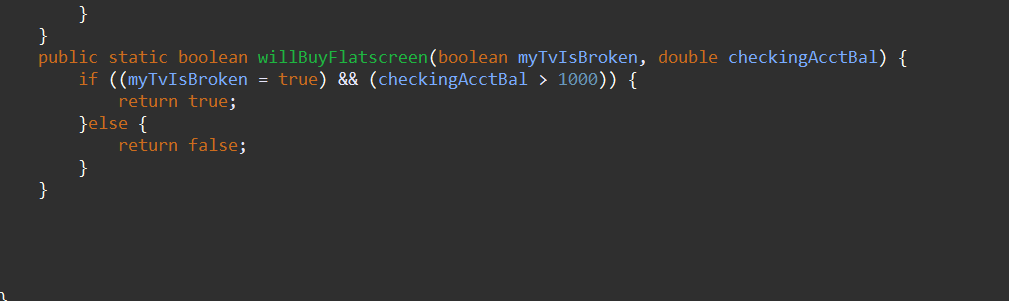 }
    }
    public static boolean willBuyFlatscreen(boolean myTvIsBroken, double checkingAcctBal) {
        if ((myTvIsBroken = true) && (checkingAcctBal > 1000)) {
            return true;
        }else {
            return false;
        }
    }
}